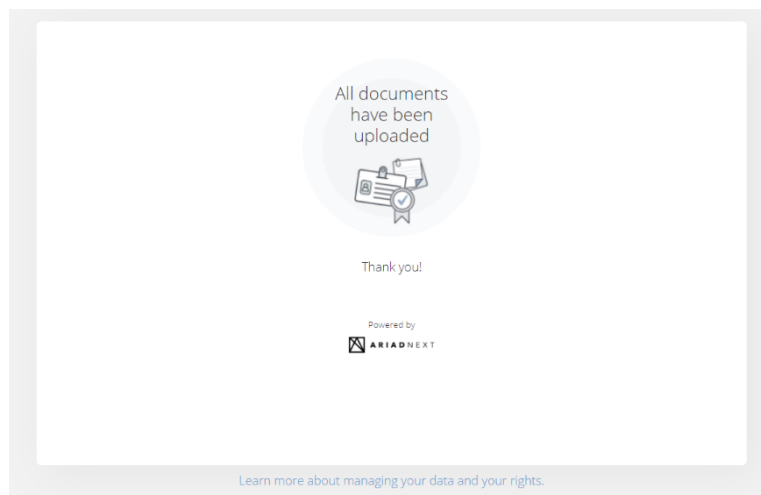 All documents
have been
uploaded
Thank you!
Powered by
ARIADNEXT
Learn more about managing your data and your rights.